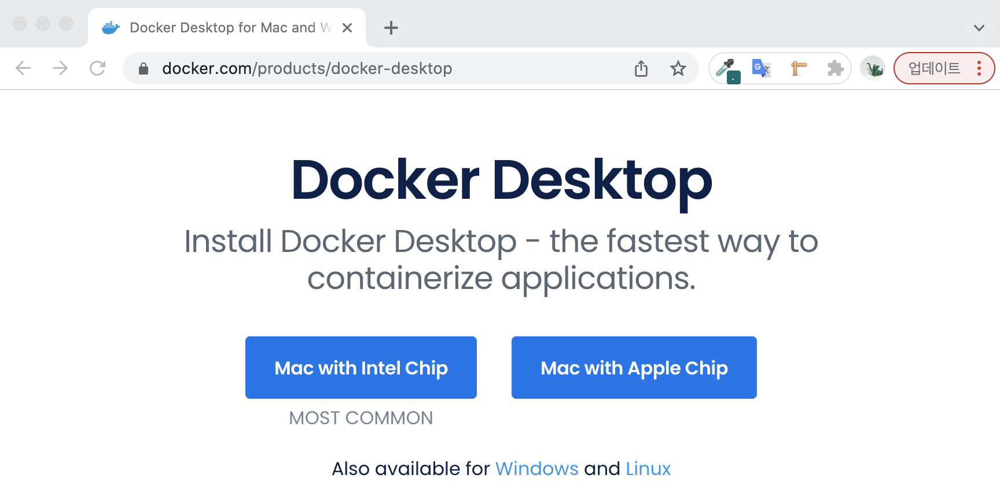 Docker Desktop for Mac and W
docker.com/products/docker-desktop
업데이트
Docker Desktop
Install Docker Desktop - the fastest way to
containerize applications.
Mac with Intel Chip
Mac with Apple Chip
MOST COMMON
Also available for Windows and Linux